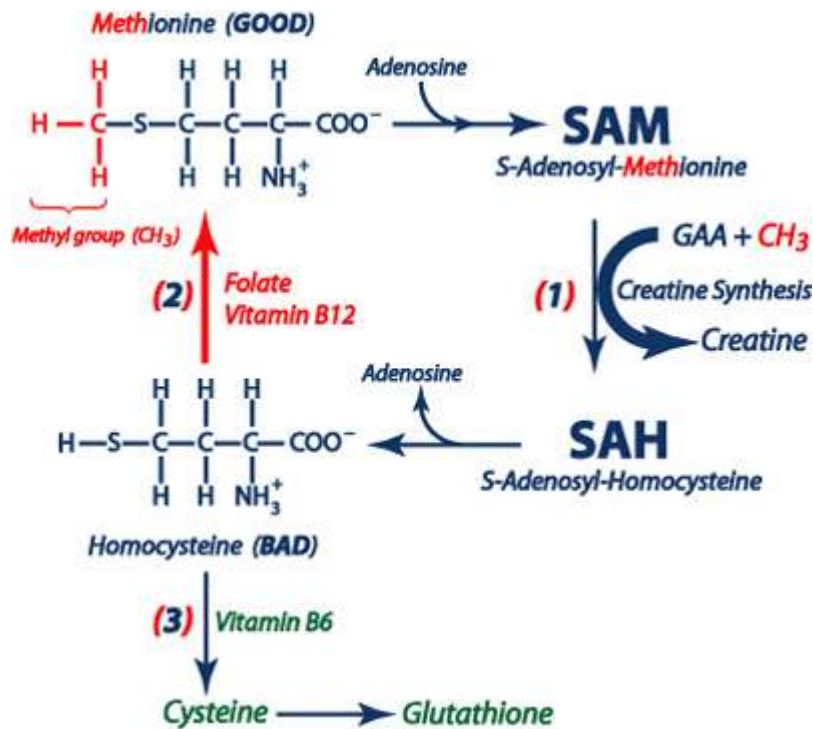 Methionine (GOOD)
H H H H
H—C—S—C—C—C—COO⁻
H H H NH₃⁺
Methyl group (CH₃)
Adenosine
SAM
S-Adenosyl-Methionine
GAA + CH₃
(1)
Creatine Synthesis
Creatine
(2)
Folate
Vitamin B12
Adenosine
SAH
S-Adenosyl-Homocysteine
H H H
H—S—C—C—C—COO⁻
H H NH₃⁺
Homocysteine (BAD)
(3)
Vitamin B6
Cysteine
Glutathione